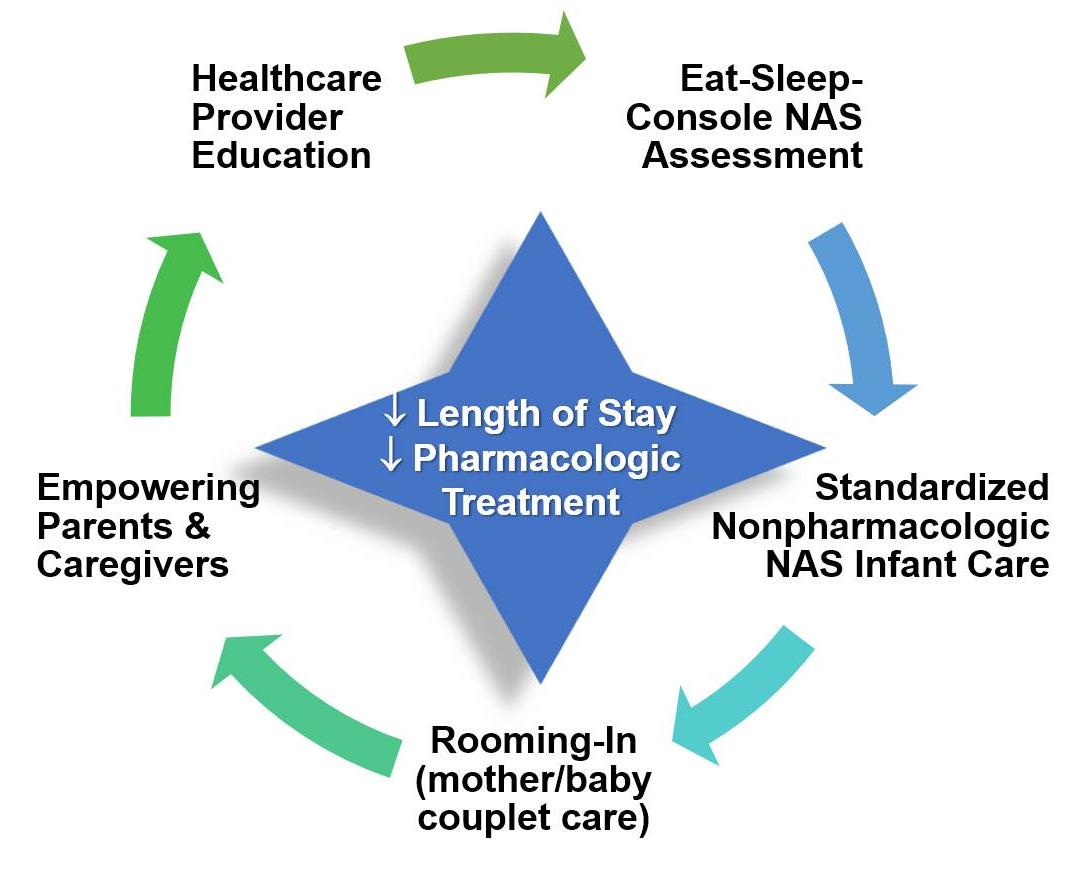 Healthcare
Provider
Education
Eat-Sleep-
Console NAS
Assessment
↓ Length of Stay
↓ Pharmacologic
Treatment
Empowering
Parents &
Caregivers
Standardized
Nonpharmacologic
NAS Infant Care
Rooming-In
(mother/baby
couplet care)